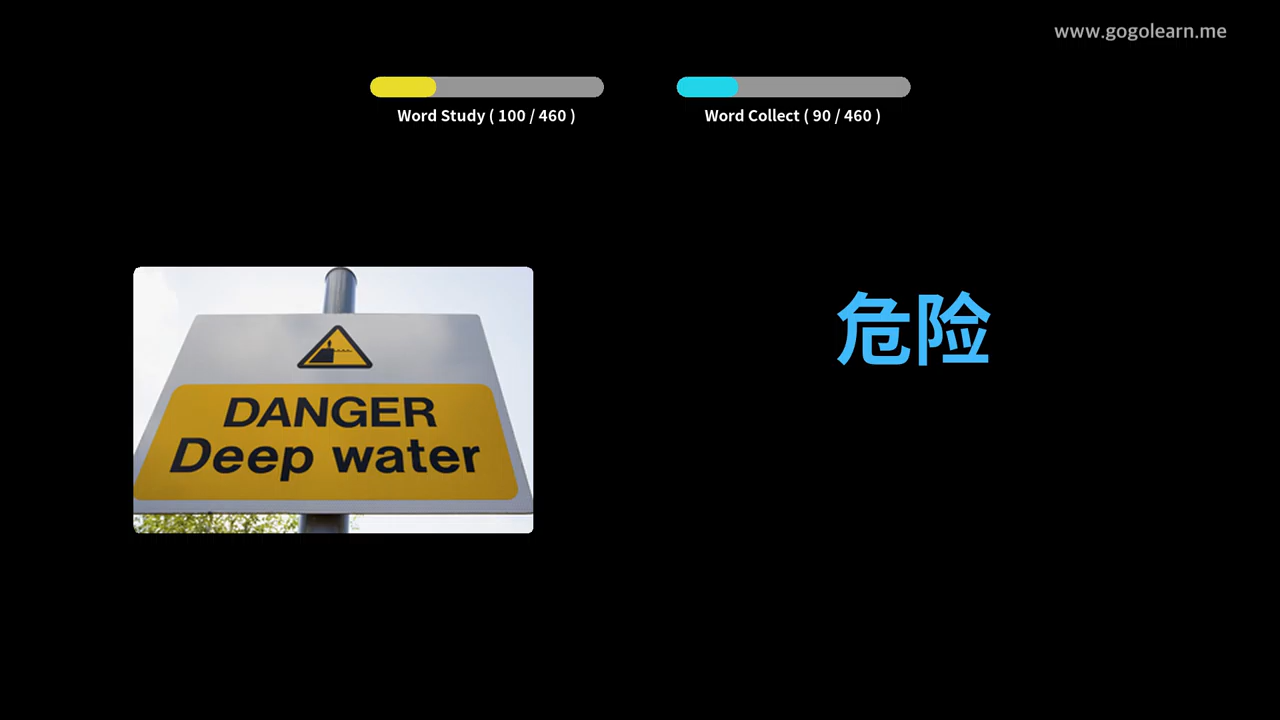 www.gogolearn.me
Word Study ( 100 / 460 )
Word Collect ( 90 / 460 )
DANGER
Deep water
危险